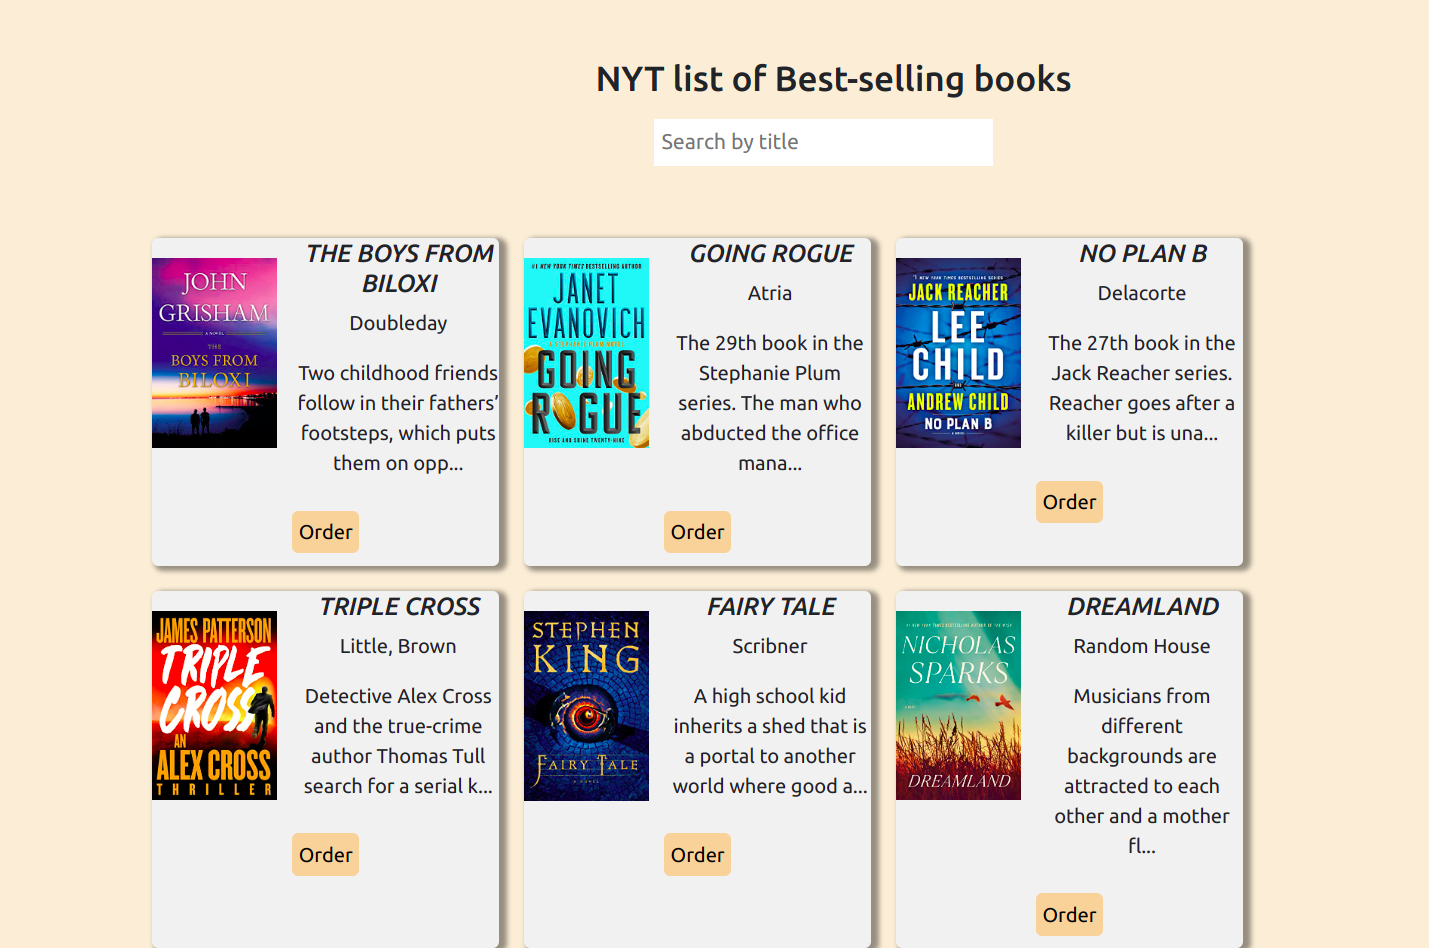 NYT list of Best-selling books
Search by title
JOHN
GRISHAM
A NOVEL
THE
BOYS FROM
BILOXI
THE BOYS FROM
BILOXI
Doubleday
Two childhood friends
follow in their fathers’
footsteps, which puts
them on opp...
Order
#1 NEW YORK TIMES BESTSELLING AUTHOR
JANET
EVANOVICH
A STEPHANIE PLUM NOVEL
GOING
ROGUE
RISE AND SHINE TWENTY-NINE
GOING ROGUE
Atria
The 29th book in the
Stephanie Plum
series. The man who
abducted the office
mana...
Order
#1 NEW YORK TIMES BESTSELLING SERIES
JACK REACHER
LEE
CHILD
AND
ANDREW CHILD
NO PLAN B
A NOVEL
NO PLAN B
Delacorte
The 27th book in the
Jack Reacher series.
Reacher goes after a
killer but is una...
Order
JAMES PATTERSON
TRIPLE
CROSS
AN
ALEX CROSS
THRILLER
TRIPLE CROSS
Little, Brown
Detective Alex Cross
and the true-crime
author Thomas Tull
search for a serial k...
Order
STEPHEN
KING
FAIRY TALE
A NOVEL
FAIRY TALE
Scribner
A high school kid
inherits a shed that is
a portal to another
world where good a...
Order
NICHOLAS
SPARKS
DREAMLAND
DREAMLAND
Random House
Musicians from
different
backgrounds are
attracted to each
other and a mother
fl...
Order